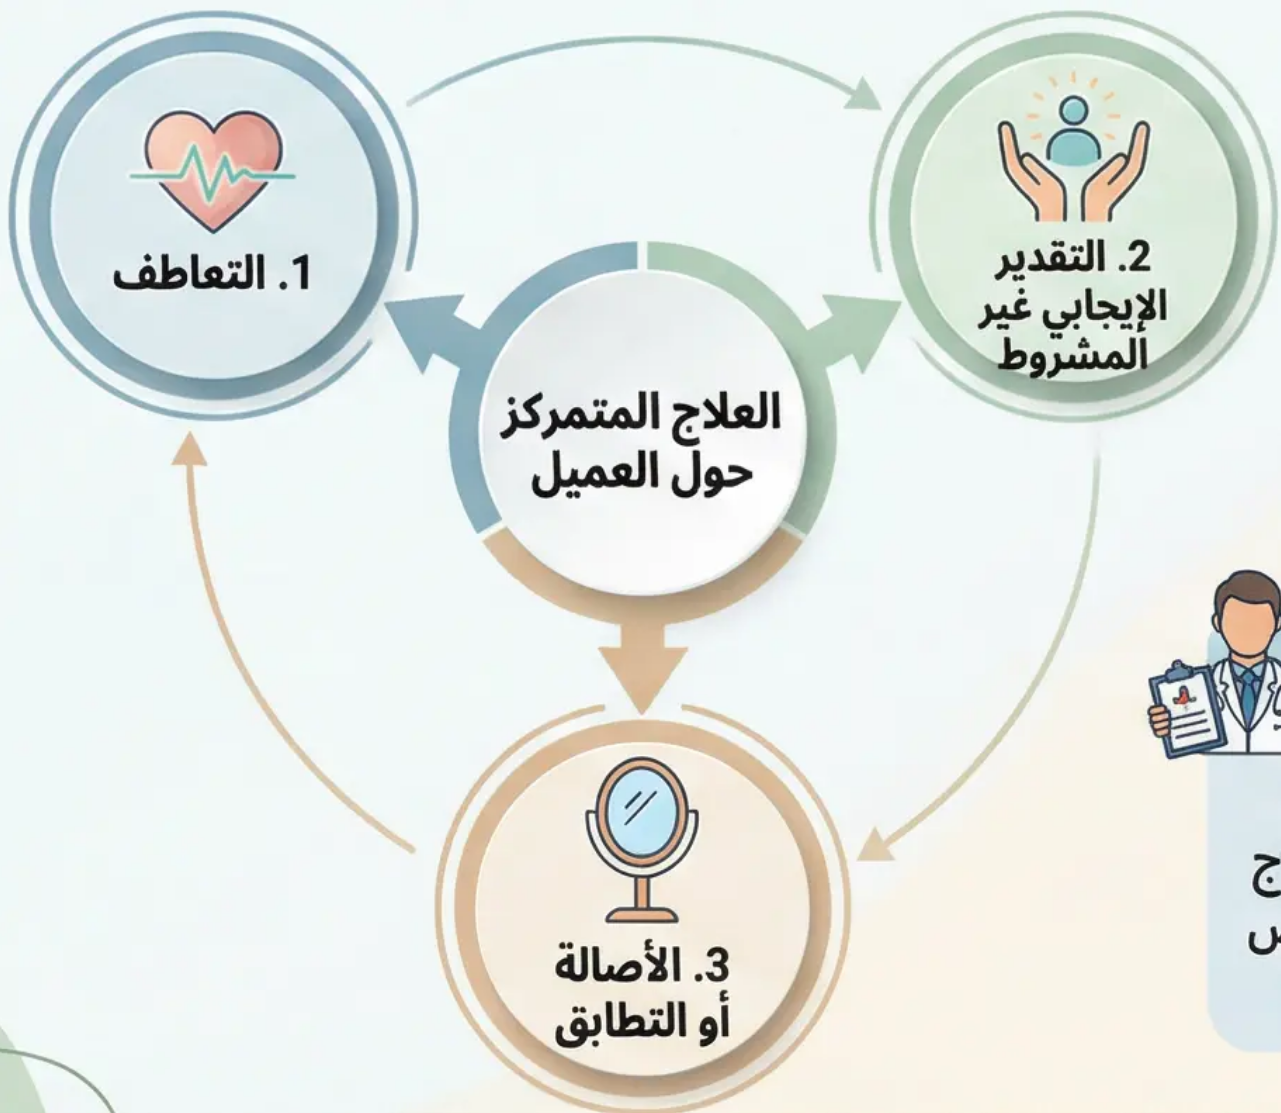 1. التعاطف
2. التقدير
الإيجابي غير
المشروط
العلاج المتمركز
حول العميل
3. الأصالة
أو التطابق